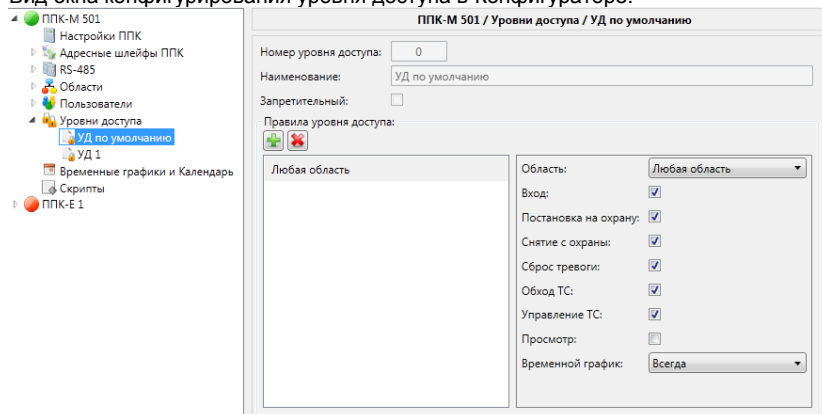 Вид окна конфигурирования уровня доступа в Конфигураторе:
ППК-М 501
Настройки ППК
Адресные шлейфы ППК
RS-485
Области
Пользователи
Уровни доступа
УД по умолчанию
УД 1
Временные графики и Календарь
Скрипты
ППК-Е 1
ППК-М 501 / Уровни доступа / УД по умолчанию
Номер уровня доступа: 0
Наименование: УД по умолчанию
Запретительный:
Правила уровня доступа:
Любая область
Область: Любая область
Вход:
Постановка на охрану:
Снятие с охраны:
Сброс тревоги:
Обход ТС:
Управление ТС:
Просмотр:
Временной график: Всегда